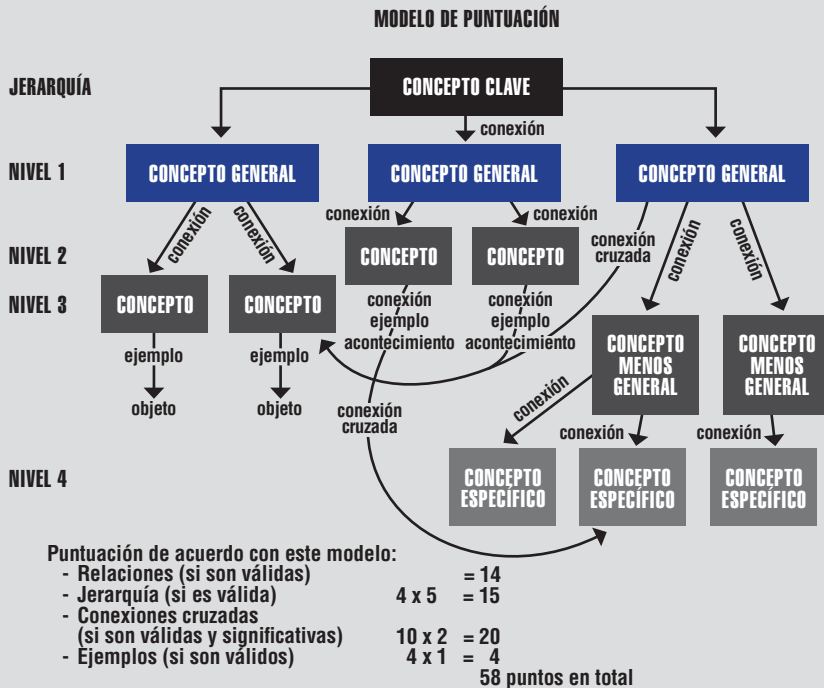 MODELO DE PUNTUACIÓN
JERARQUÍA
CONCEPTO CLAVE
conexión
NIVEL 1
CONCEPTO GENERAL
CONCEPTO GENERAL
CONCEPTO GENERAL
conexión
conexión
conexión
conexión
conexión
cruzada
conexión
conexión
NIVEL 2
CONCEPTO
CONCEPTO
NIVEL 3
CONCEPTO
CONCEPTO
conexión
ejemplo
acontecimiento
conexión
ejemplo
acontecimiento
CONCEPTO
MENOS
GENERAL
CONCEPTO
MENOS
GENERAL
ejemplo
ejemplo
objeto
objeto
conexión
cruzada
conexión
conexión
conexión
NIVEL 4
CONCEPTO
ESPECÍFICO
CONCEPTO
ESPECÍFICO
CONCEPTO
ESPECÍFICO
Puntuación de acuerdo con este modelo:
- Relaciones (si son válidas) = 14
- Jerarquía (si es válida) 4 x 5 = 15
- Conexiones cruzadas
(si son válidas y significativas) 10 x 2 = 20
- Ejemplos (si son válidos) 4 x 1 = 4
58 puntos en total